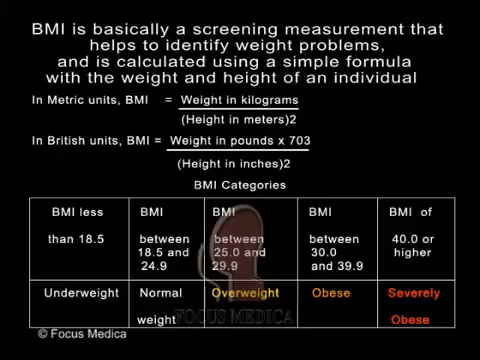 BMI is basically a screening measurement that
helps to identify weight problems,
and is calculated using a simple formula
with the weight and height of an individual
In Metric units, BMI = Weight in kilograms
(Height in meters)2
In British units, BMI = Weight in pounds x 703
(Height in inches)2
BMI Categories
BMI less
than 18.5
BMI
between
18.5 and
24.9
BMI
between
25.0 and
29.9
BMI
between
30.0
and 39.9
BMI of
40.0 or
higher
Underweight
Normal
weight
Overweight
Obese
Severely
Obese
FOCUS MEDICA
© Focus Medica